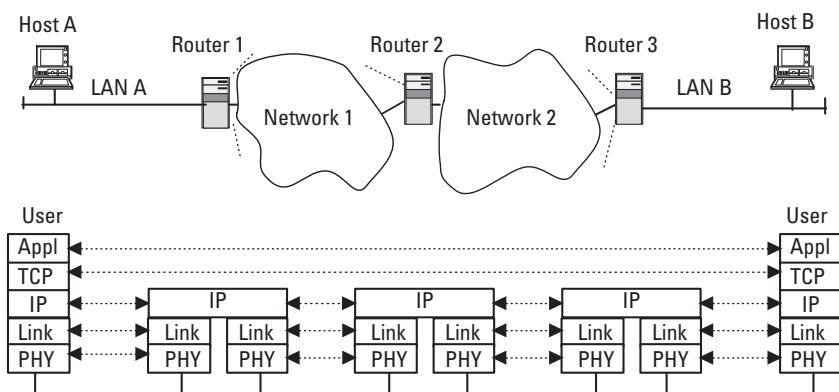 Host A
Host B
Router 1
Router 2
Router 3
LAN A
LAN B
Network 1
Network 2
User
User
Appl
Appl
TCP
TCP
IP
IP
IP
IP
IP
Link
Link
Link
Link
Link
Link
Link
Link
PHY
PHY
PHY
PHY
PHY
PHY
PHY
PHY